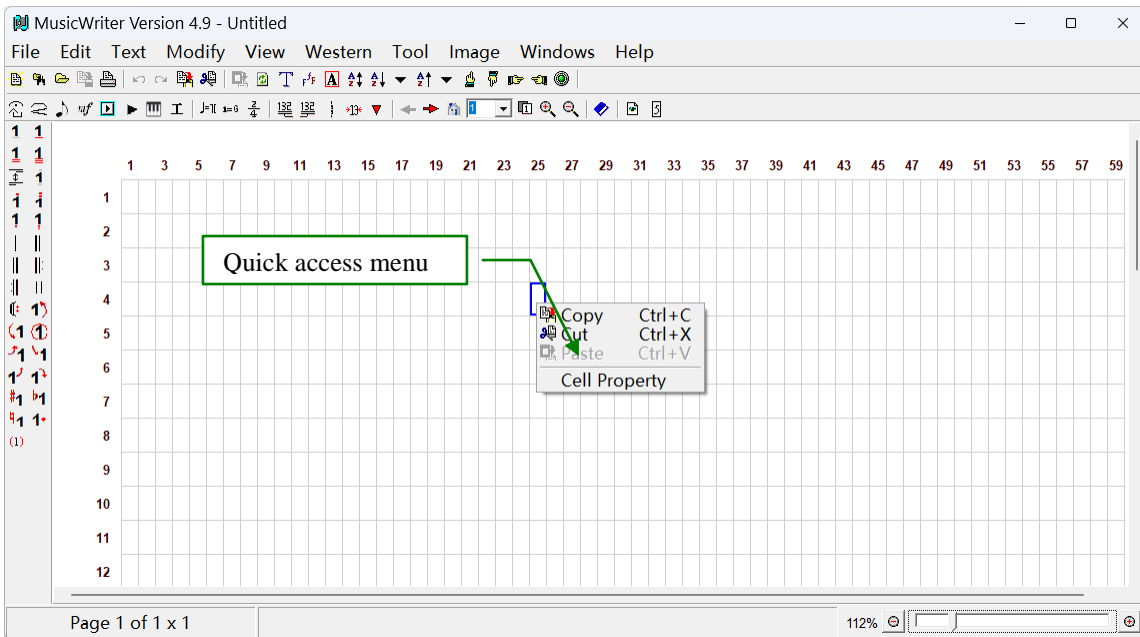 MusicWriter Version 4.9 - Untitled
File Edit Text Modify View Western Tool Image Windows Help
1 3 5 7 9 11 13 15 17 19 21 23 25 27 29 31 33 35 37 39 41 43 45 47 49 51 53 55 57 59
1
2
3
4
5
6
7
8
9
10
11
12
Quick access menu
Copy Ctrl+C
Cut Ctrl+X
Paste Ctrl+V
Cell Property
Page 1 of 1 x 1
112%